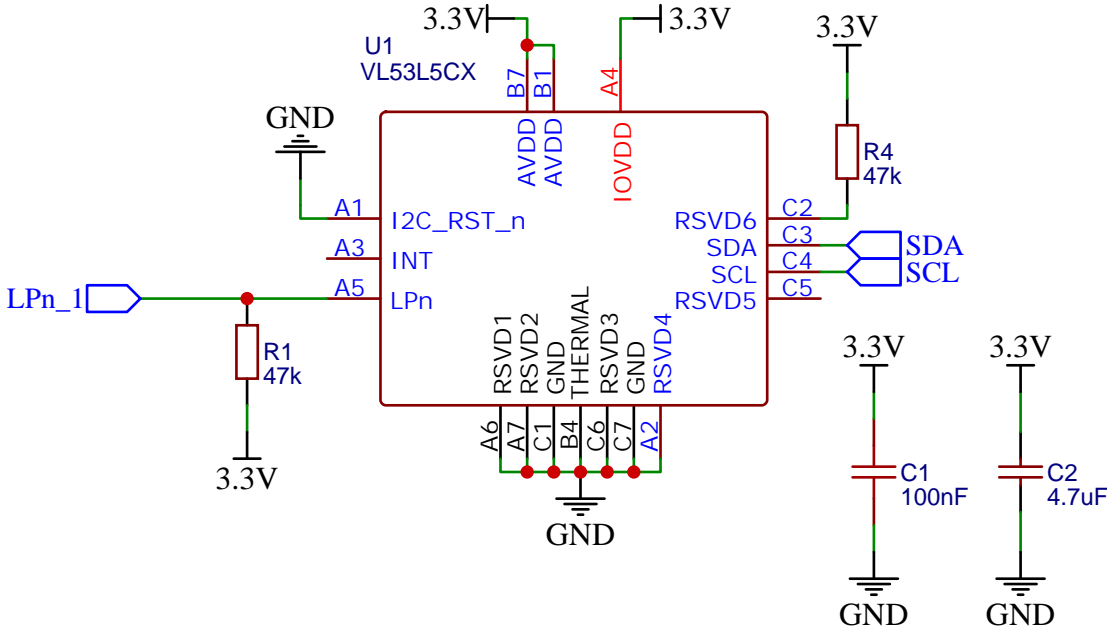 3.3V
3.3V
3.3V
U1
VL53L5CX
B7
B1
A4
AVDD
AVDD
IOVDD
GND
R4
47k
A1
I2C_RST_n
RSVD6
C2
A3
INT
SDA
C3
SDA
SCL
C4
SCL
LPn_1
A5
LPn
RSVD5
C5
R1
47k
3.3V
RSVD1
RSVD2
GND
THERMAL
RSVD3
GND
RSVD4
A6
A7
C1
B4
C6
C7
A2
GND
3.3V
3.3V
C1
100nF
C2
4.7uF
GND
GND